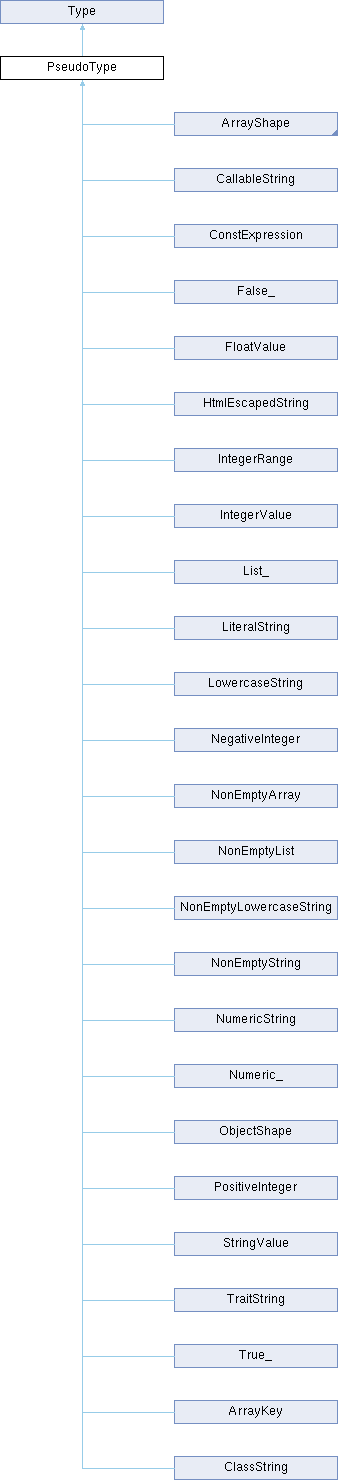 Type
PseudoType
ArrayShape
CallableString
ConstExpression
False_
FloatValue
HtmlEscapedString
IntegerRange
IntegerValue
List_
LiteralString
LowercaseString
NegativeInteger
NonEmptyArray
NonEmptyList
NonEmptyLowercaseString
NonEmptyString
NumericString
Numeric_
ObjectShape
PositiveInteger
StringValue
TraitString
True_
ArrayKey
ClassString